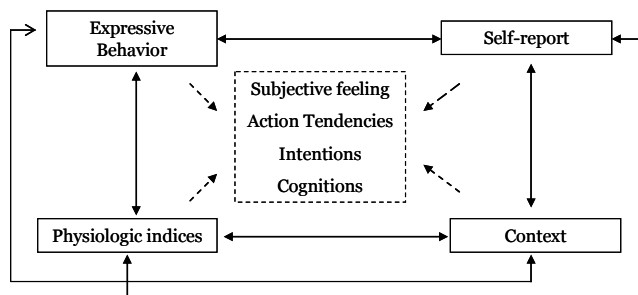 Expressive
Behavior
Self-report
Subjective feeling
Action Tendencies
Intentions
Cognitions
Physiologic indices
Context